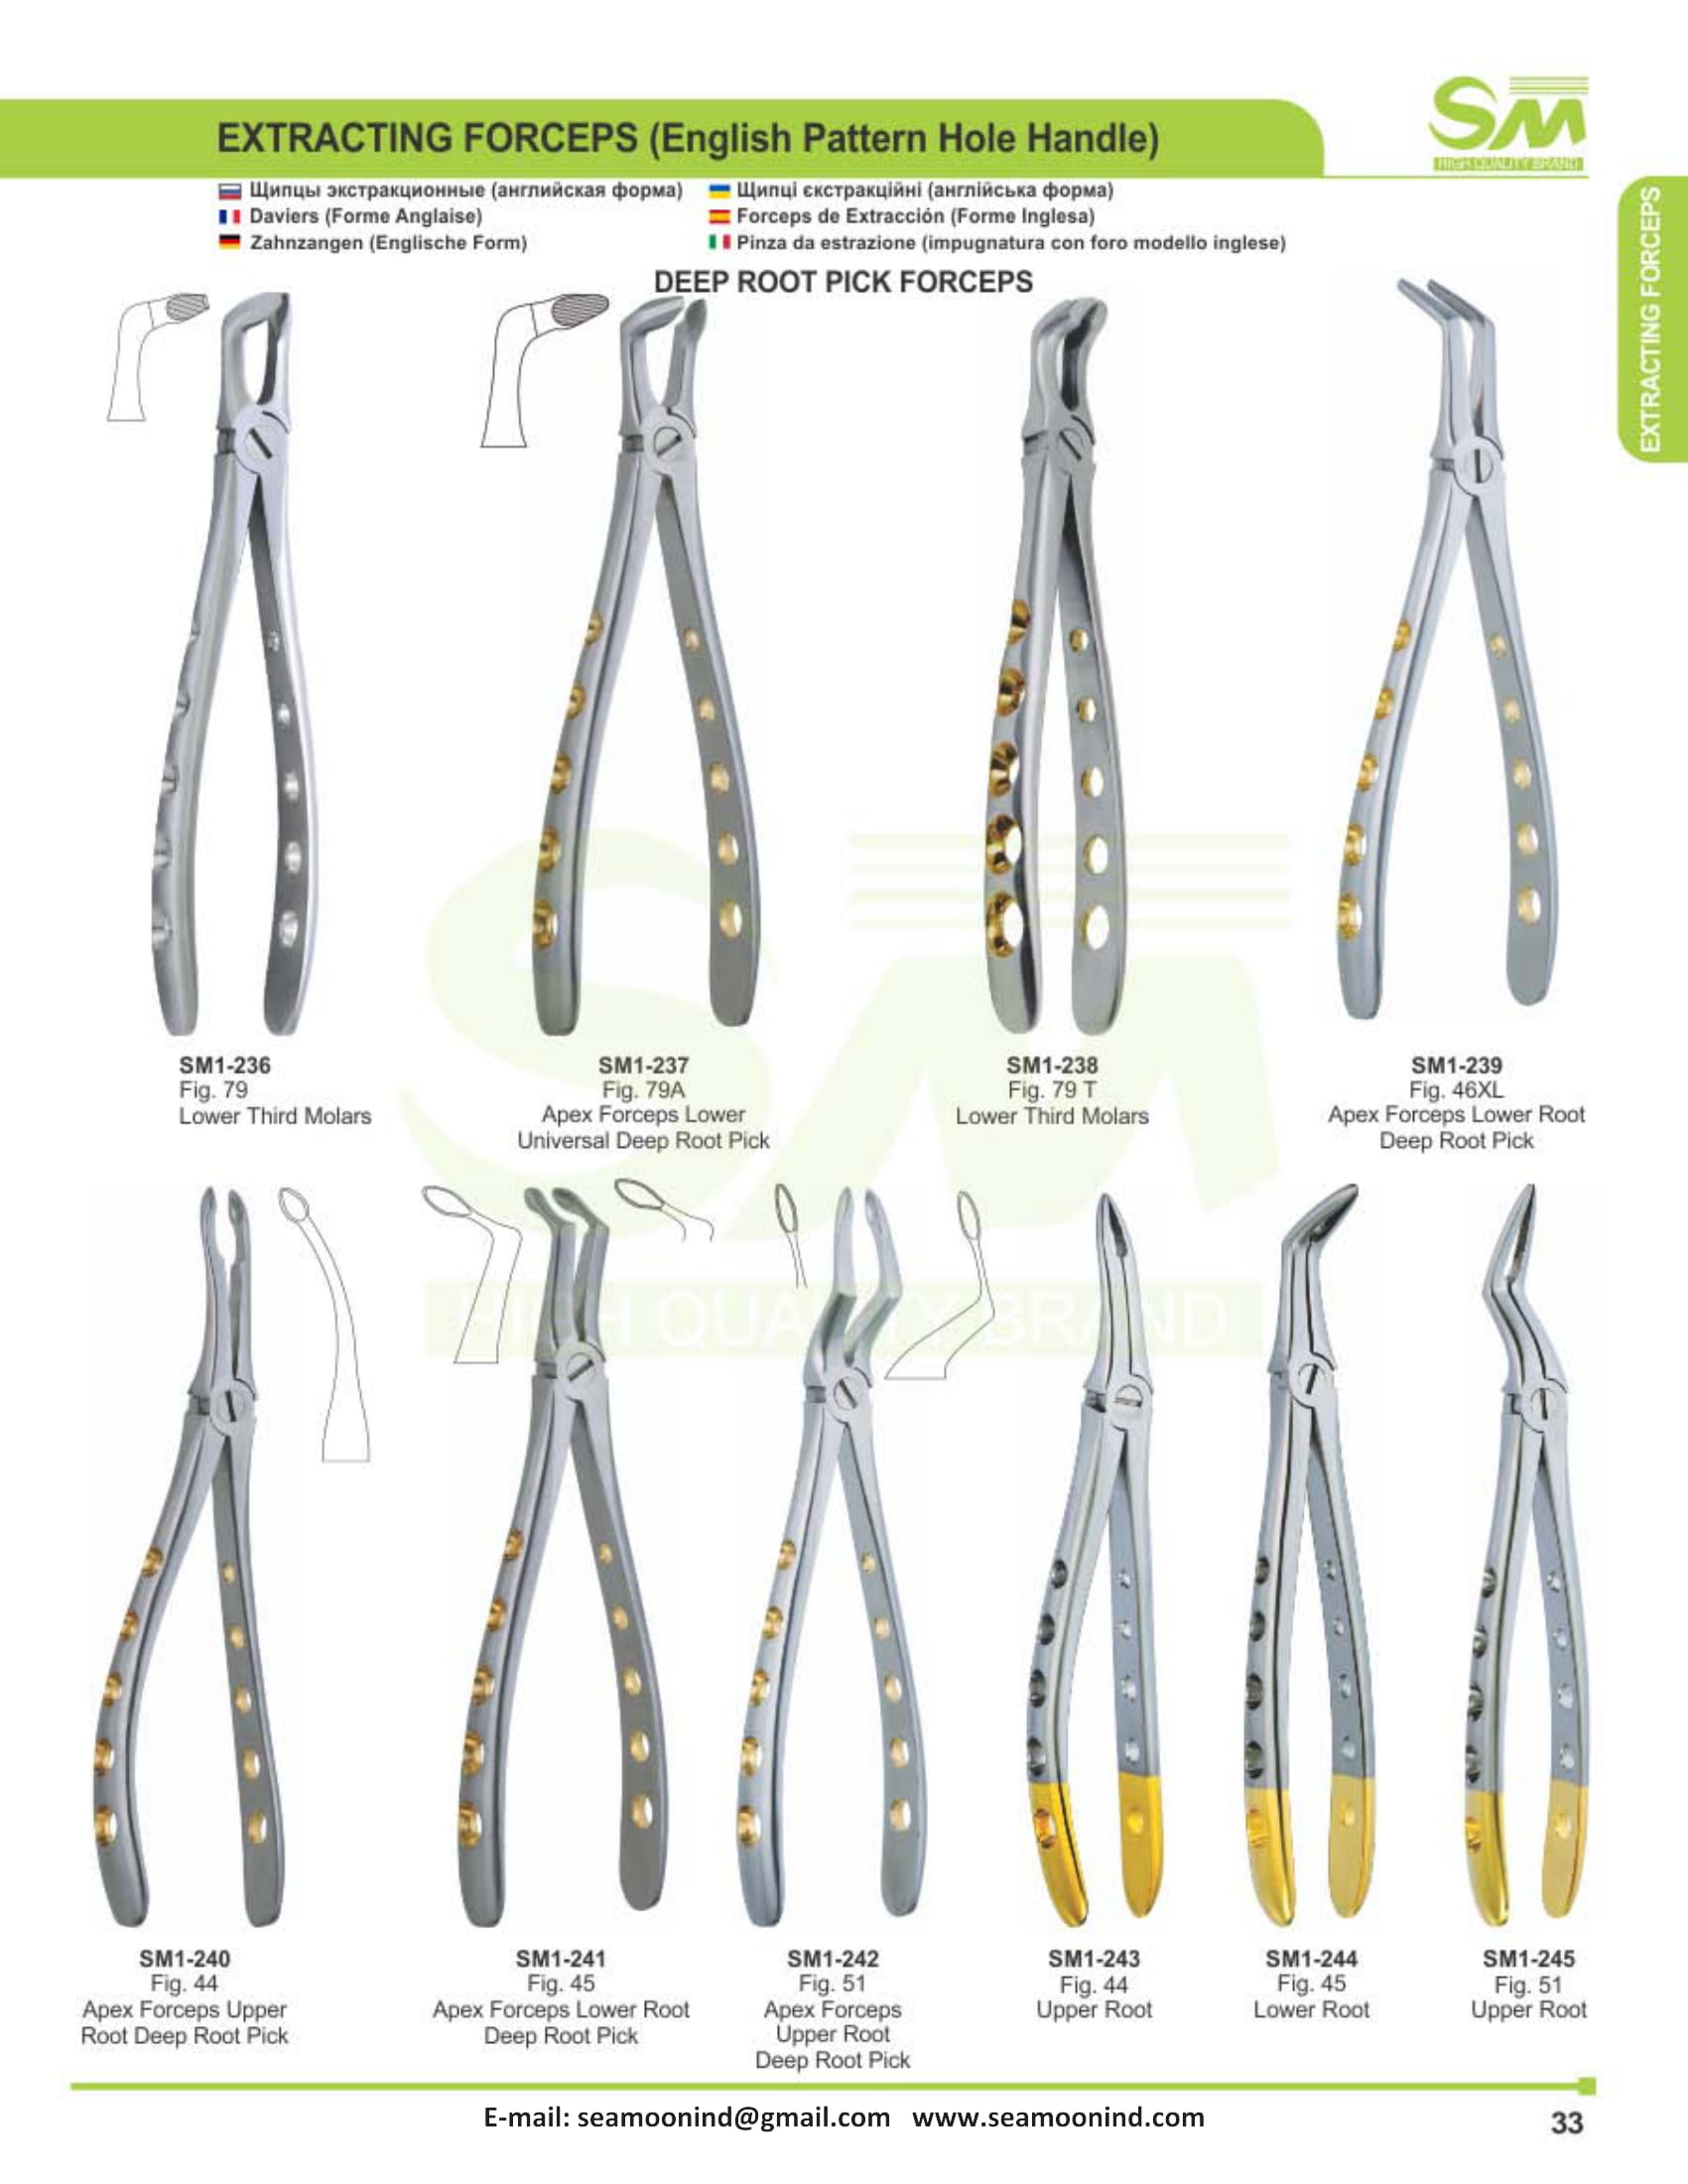 SM
HIGH QUALITY BRAND
EXTRACTING FORCEPS (English Pattern Hole Handle)
Щипцы экстракционные (английская форма)
Щипці єкстракційні (англійська форма)
Daviers (Forme Anglaise)
Forceps de Extracción (Forme Inglesa)
Zahnzangen (Englische Form)
Pinza da estrazione (impugnatura con foro modello inglese)
EXTRACTING FORCEPS
DEEP ROOT PICK FORCEPS
SM1-236
Fig. 79
Lower Third Molars
SM1-237
Fig. 79A
Apex Forceps Lower
Universal Deep Root Pick
SM1-238
Fig. 79 T
Lower Third Molars
SM1-239
Fig. 46XL
Apex Forceps Lower Root
Deep Root Pick
SM
HIGH QUALITY BRAND
SM1-240
Fig. 44
Apex Forceps Upper
Root Deep Root Pick
SM1-241
Fig. 45
Apex Forceps Lower Root
Deep Root Pick
SM1-242
Fig. 51
Apex Forceps
Upper Root
Deep Root Pick
SM1-243
Fig. 44
Upper Root
SM1-244
Fig. 45
Lower Root
SM1-245
Fig. 51
Upper Root
E-mail: seamoonind@gmail.com www.seamoonind.com
33